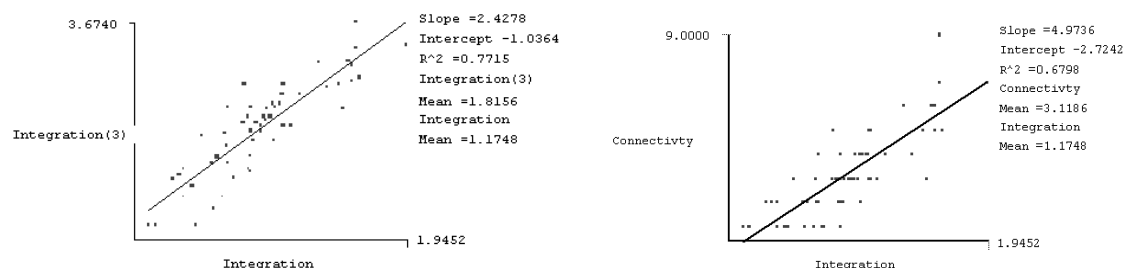 3.6740
Slope =2.4278
Intercept -1.0364
R^2 =0.7715
Integration(3)
Mean =1.8156
Integration
Mean =1.1748
Integration(3)
1.9452
Integration
9.0000
Slope =4.9736
Intercept -2.7242
R^2 =0.6798
Connectivty
Mean =3.1186
Integration
Mean =1.1748
Connectivty
1.9452
Integration